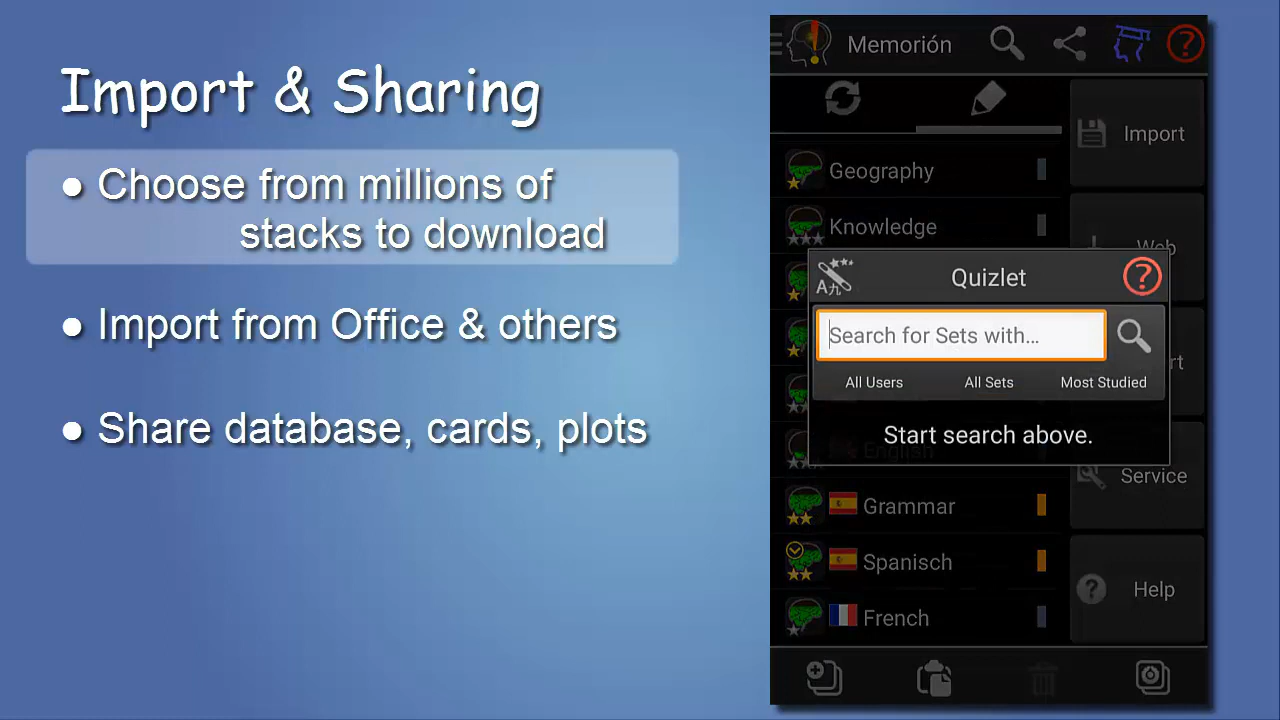 Import & Sharing
● Choose from millions of
stacks to download
● Import from Office & others
● Share database, cards, plots
Memorión
Import
Geography
Knowledge
Web
Quizlet
Search for Sets with...
All Users All Sets Most Studied
Start search above.
English
Service
Grammar
Spanisch
Help
French